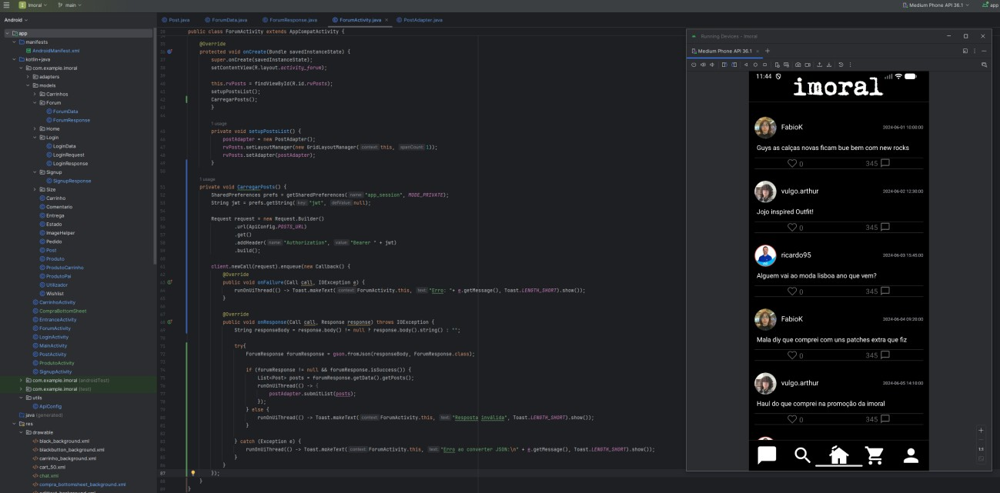 Imoral
main
Medium Phone API 36.1
app
Android
Post.java
ForumData.java
ForumResponse.java
ForumActivity.java
PostAdapter.java
app
manifests
AndroidManifest.xml
kotlin+java
com.example.imoral
adapters
models
Carrinhos
Forum
ForumData
ForumResponse
Home
Login
LoginData
LoginRequest
LoginResponse
Signup
SignupResponse
Size
Carrinho
Comentario
Entrega
Estado
ImageHelper
Pedido
Post
Produto
ProdutoCarrinho
ProdutoPai
Utilizador
Wishlist
CarrinhoActivity
CompraBottomSheet
EntranceActivity
ForumActivity
LoginActivity
MainActivity
PostActivity
ProdutoActivity
SignupActivity
com.example.imoral (androidTest)
com.example.imoral (test)
utils
ApiConfig
java (generated)
res
drawable
black_background.xml
blackbutton_background.xml
carrinho_background.xml
cart_50.xml
chat.xml
compra_bottomsheet_background.xml
public class ForumActivity extends AppCompatActivity {
@Override
protected void onCreate(Bundle savedInstanceState) {
super.onCreate(savedInstanceState);
setContentView(R.layout.activity_forum);
this.rvPosts = findViewById(R.id.rvPosts);
setupPostsList();
CarregarPosts();
}
1 usage
private void setupPostsList() {
postAdapter = new PostAdapter();
rvPosts.setLayoutManager(new GridLayoutManager( context: this, spanCount: 1));
rvPosts.setAdapter(postAdapter);
}
1 usage
private void CarregarPosts() {
SharedPreferences prefs = getSharedPreferences( name: "app_session", MODE_PRIVATE);
String jwt = prefs.getString( key: "jwt", defValue: null);
Request request = new Request.Builder()
.url(ApiConfig.POSTS_URL)
.get()
.addHeader( name: "Authorization", value: "Bearer " + jwt)
.build();
client.newCall(request).enqueue(new Callback() {
@Override
public void onFailure(Call call, IOException e) {
runOnUiThread(() -> Toast.makeText( context: ForumActivity.this, text: "Erro: "+ e.getMessage(), Toast.LENGTH_SHORT).show());
}
@Override
public void onResponse(Call call, Response response) throws IOException {
String responseBody = response.body() != null ? response.body().string() : "";
try{
ForumResponse forumResponse = gson.fromJson(responseBody, ForumResponse.class);
if (forumResponse != null && forumResponse.isSuccess()) {
List<Post> posts = forumResponse.getData().getPosts();
runOnUiThread(() -> {
postAdapter.submitList(posts);
});
} else {
runOnUiThread(() -> Toast.makeText( context: ForumActivity.this, text: "Resposta inválida", Toast.LENGTH_SHORT).show());
}
} catch (Exception e) {
runOnUiThread(() -> Toast.makeText( context: ForumActivity.this, text: "Erro ao converter JSON:\n" + e.getMessage(), Toast.LENGTH_SHORT).show());
}
}
});
}
}
Running Devices - Imoral
Medium Phone API 36.1
11:44
imoral
FabioK 2024-06-01 10:00:00
Guys as calças novas ficam bue bem com new rocks
0 345
vulgo.arthur 2024-06-02 12:30:00
Jojo inspired Outfit!
0 345
ricardo95 2024-06-03 15:45:00
Alguem vai ao moda lisboa ano que vem?
0 345
FabioK 2024-06-04 09:20:00
Mala diy que comprei com uns patches extra que fiz
0 345
vulgo.arthur 2024-06-05 14:10:00
Haul do que comprei na promoção da imoral
0 345
1:1